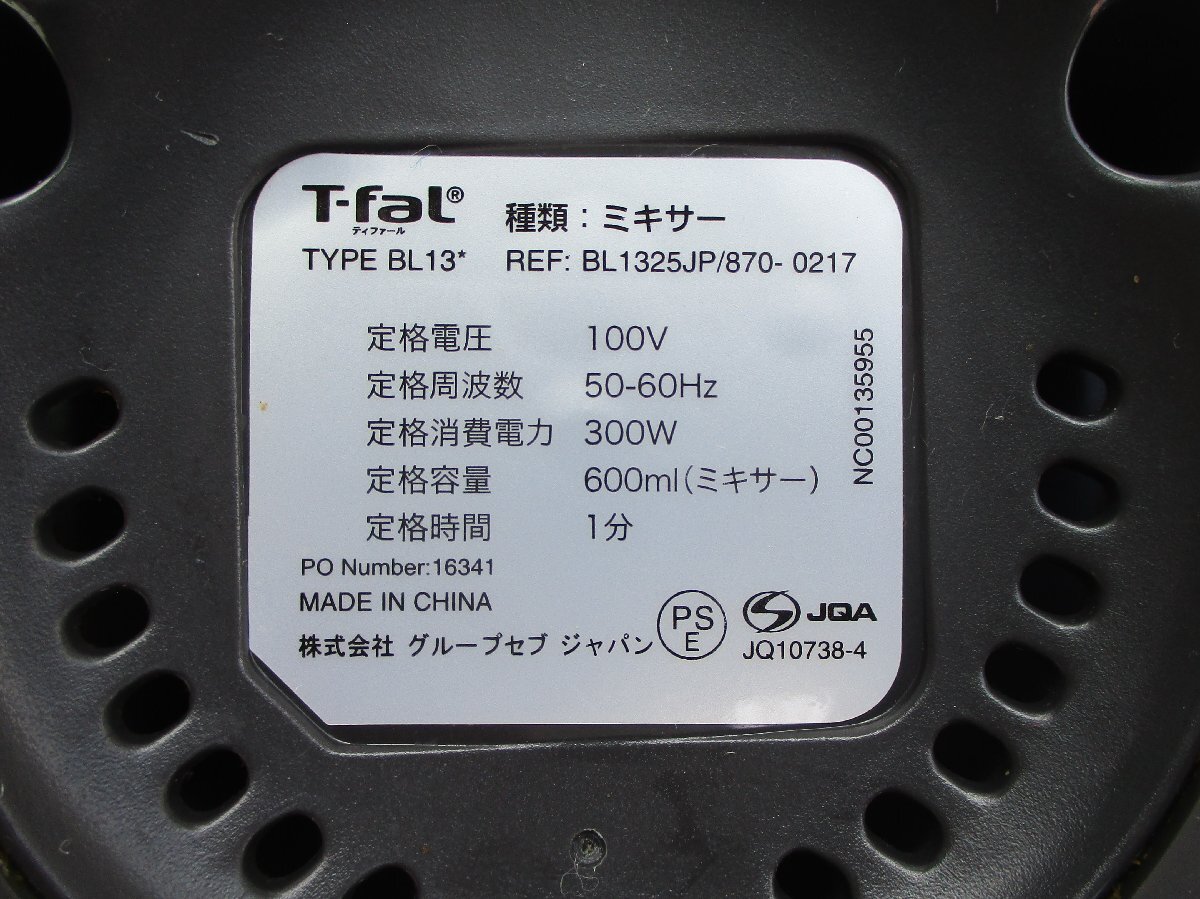 T-fal®
ティファール
種類：ミキサー
TYPE BL13* REF: BL1325JP/870- 0217
定格電圧 100V
定格周波数 50-60Hz
定格消費電力 300W
定格容量 600ml（ミキサー）
定格時間 1分
NC00135955
PO Number:16341
MADE IN CHINA
株式会社 グループセブ ジャパン
PS
E
S JQA
JQ10738-4